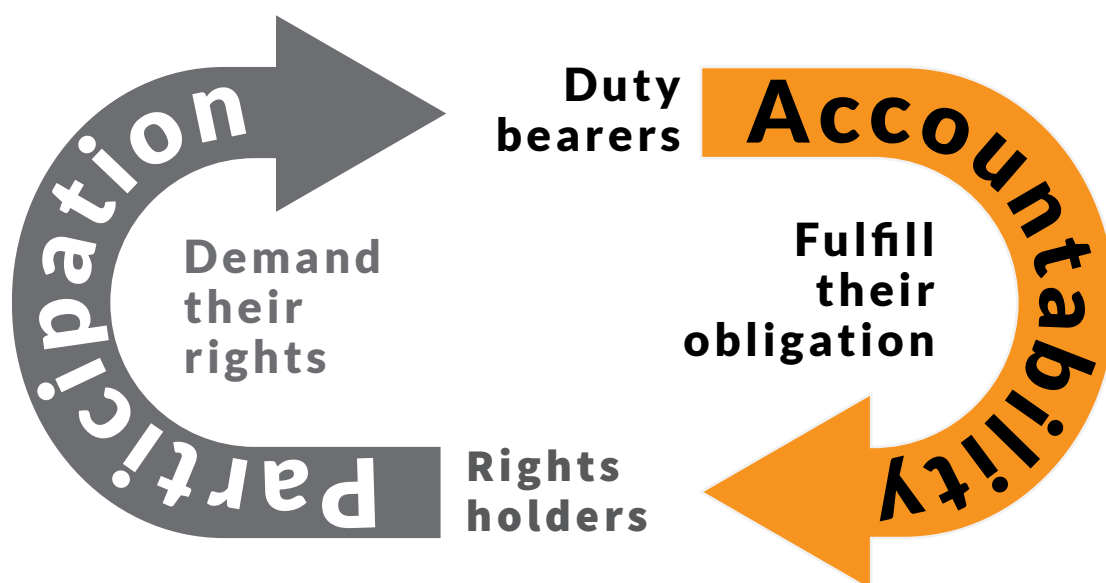 Participation
Demand
their
rights
Duty
bearers
Accountability
Fulfill
their
obligation
Rights
holders